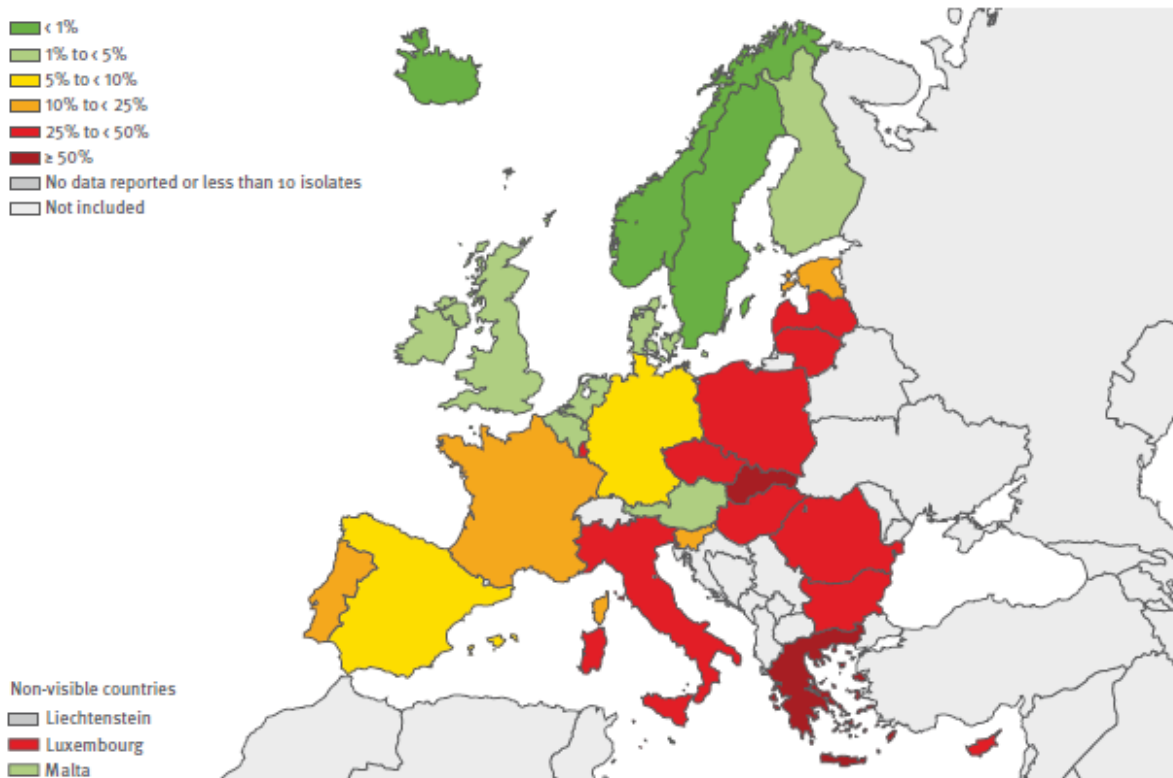 < 1%
1% to < 5%
5% to < 10%
10% to < 25%
25% to < 50%
≥ 50%
No data reported or less than 10 isolates
Not included
Non-visible countries
Liechtenstein
Luxembourg
Malta